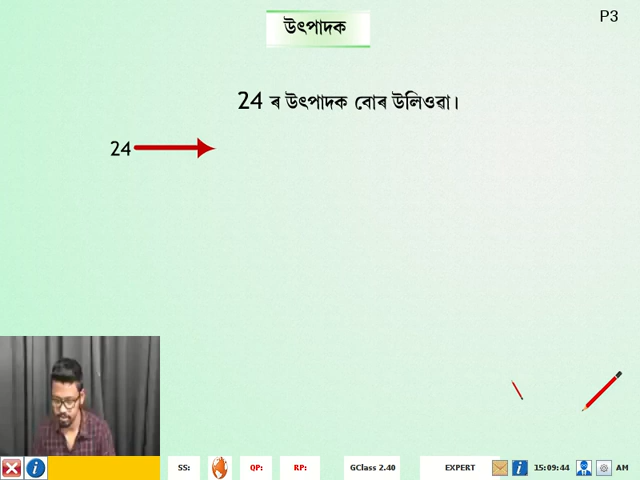 উৎপাদক
P3
24 ৰ উৎপাদক বোৰ উলিওৱা।
24
SS:
QP:
RP:
GClass 2.40
EXPERT
15:09:44
AM